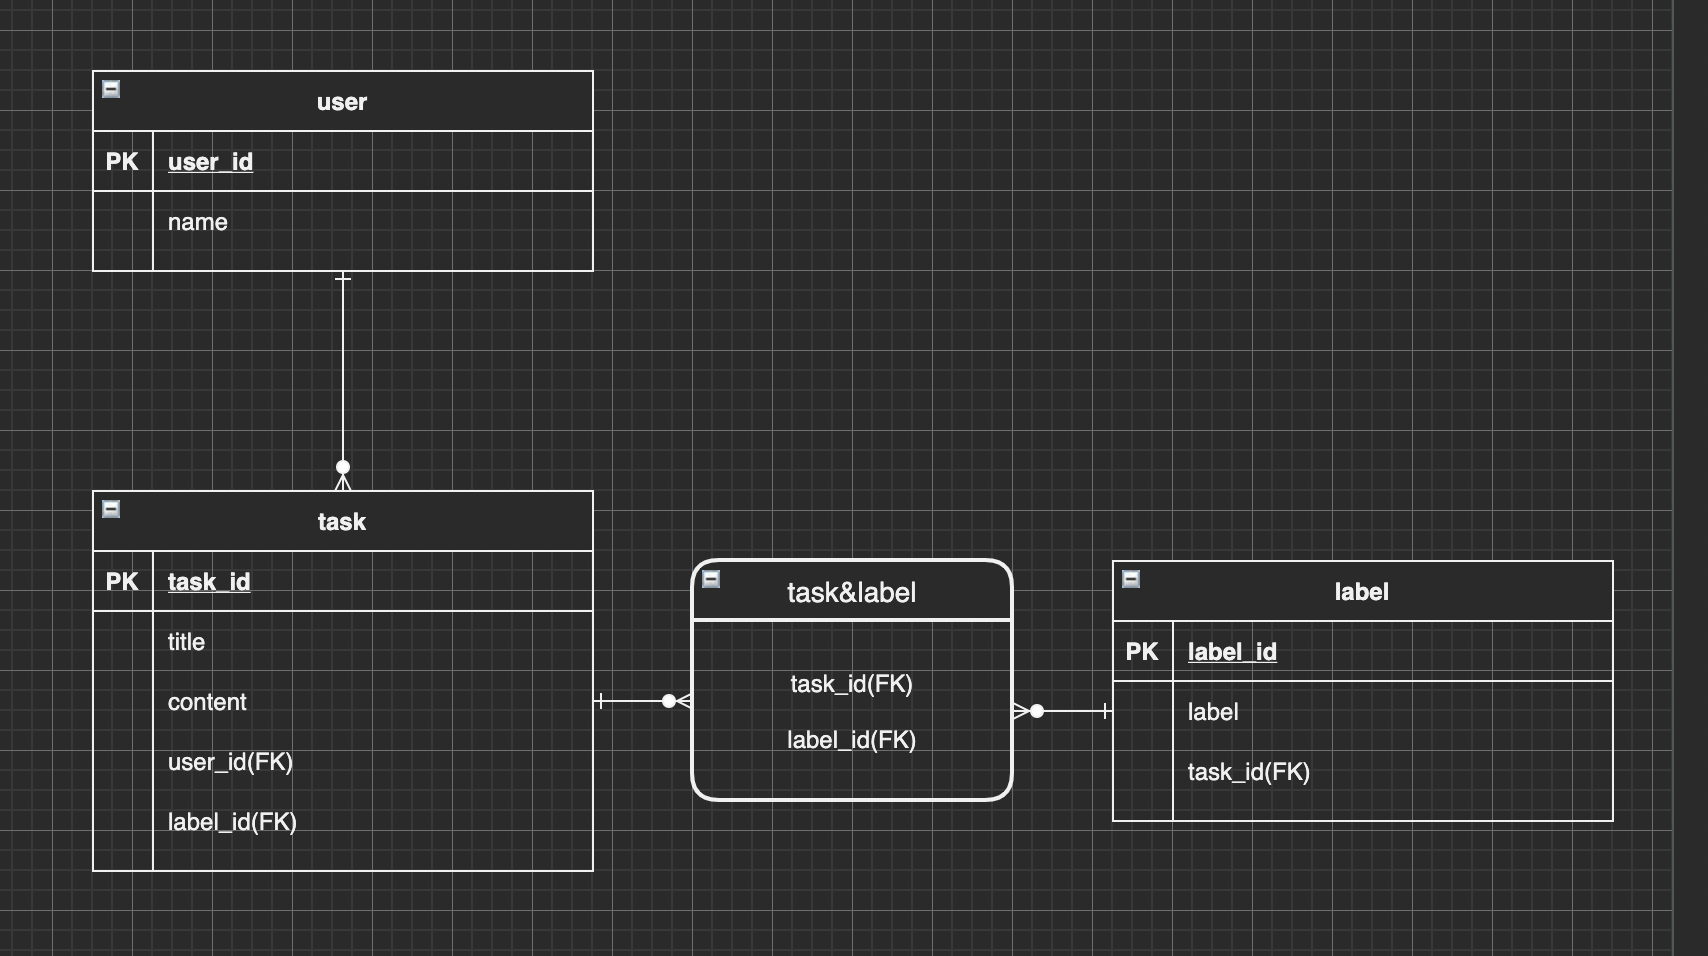 user
PK user_id
name
task
PK task_id
title
content
user_id(FK)
label_id(FK)
task&label
task_id(FK)
label_id(FK)
label
PK label_id
label
task_id(FK)